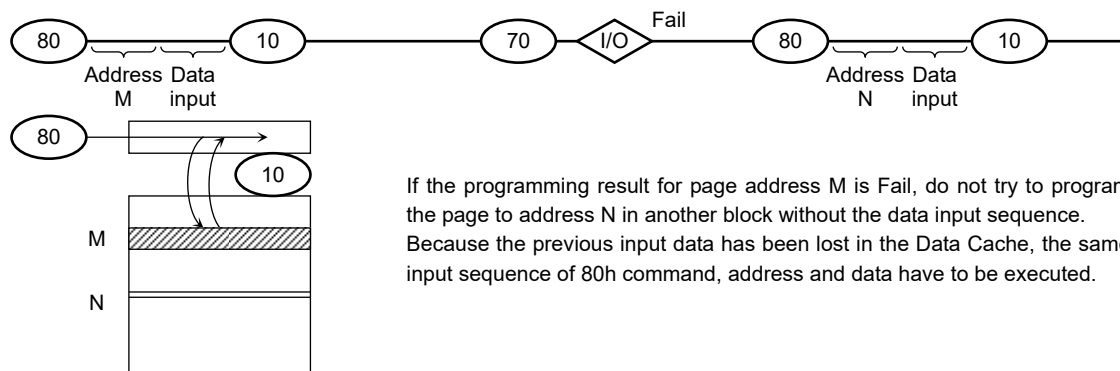 Fail
80 10 70 I/O 80 10
Address Data Address Data
M input N input
80
10
If the programming result for page address M is Fail, do not try to program
the page to address N in another block without the data input sequence.
Because the previous input data has been lost in the Data Cache, the same
input sequence of 80h command, address and data have to be executed.
M
N